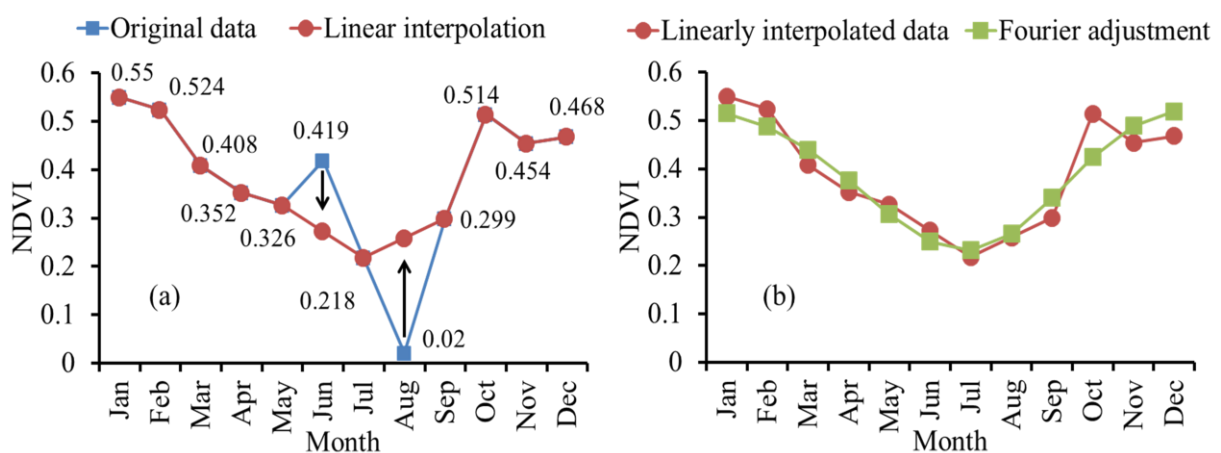 Original data Linear interpolation
NDVI
0.6
0.5
0.4
0.3
0.2
0.1
0
0.55
0.524
0.408
0.352
0.326
0.419
0.218
0.02
0.299
0.514
0.454
0.468
(a)
Jan Feb Mar Apr May Jun Jul Aug Sep Oct Nov Dec
Month
Linearly interpolated data Fourier adjustment
NDVI
0.6
0.5
0.4
0.3
0.2
0.1
0
(b)
Jan Feb Mar Apr May Jun Jul Aug Sep Oct Nov Dec
Month